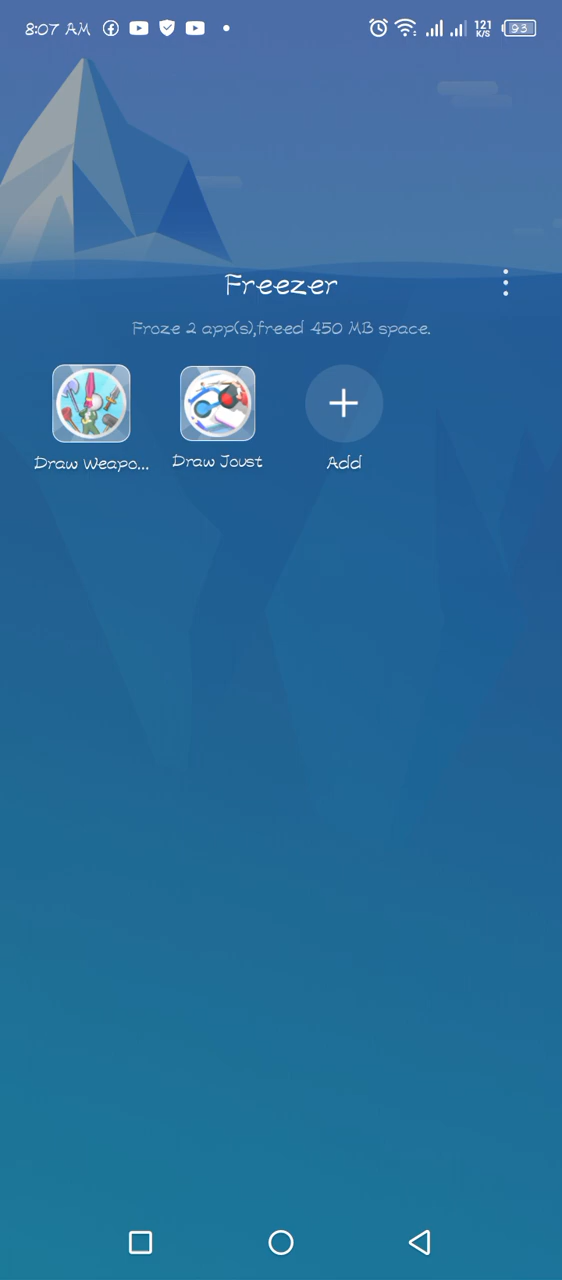 8:07 AM
121
K/S
93
Freezer
Froze 2 app(s),freed 450 MB space.
Draw Weapo...
Draw Joust
Add